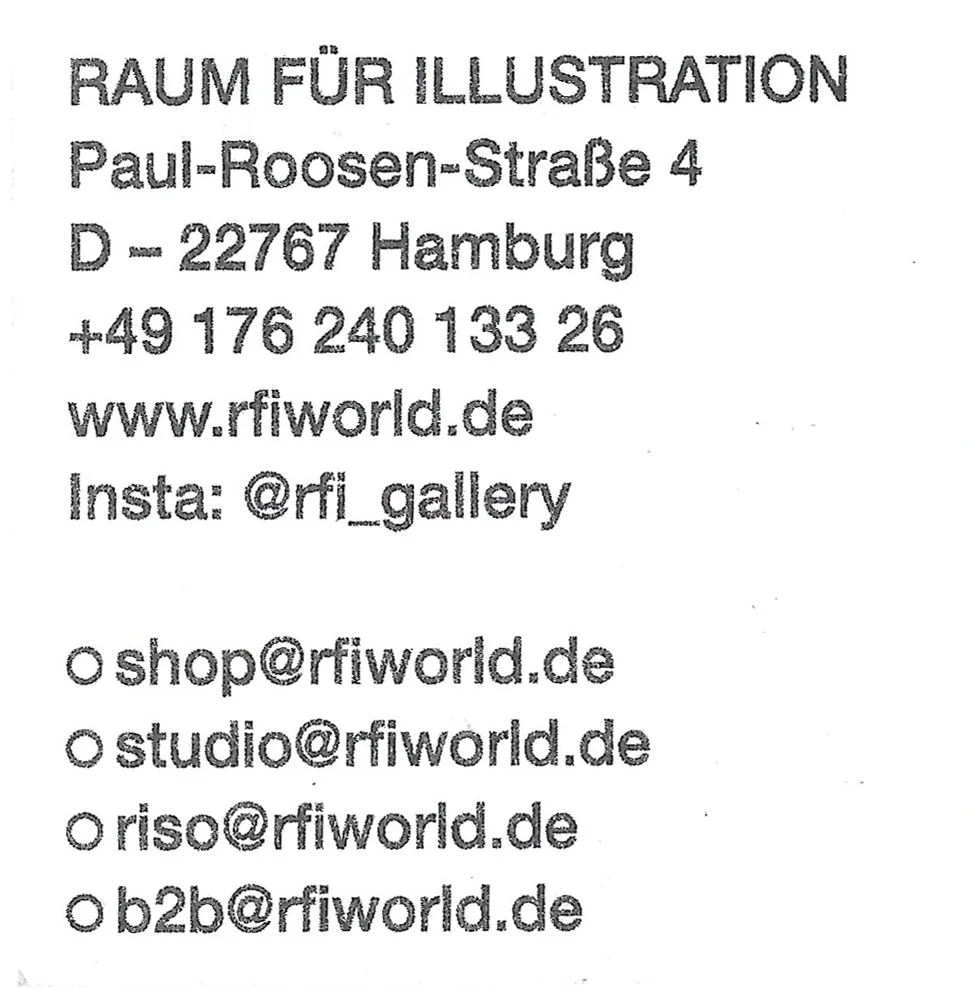 RAUM FÜR ILLUSTRATION
Paul-Roosen-Straße 4
D – 22767 Hamburg
+49 176 240 133 26
www.rfiworld.de
Insta: @rfi_gallery
○ shop@rfiworld.de
○ studio@rfiworld.de
○ riso@rfiworld.de
○ b2b@rfiworld.de